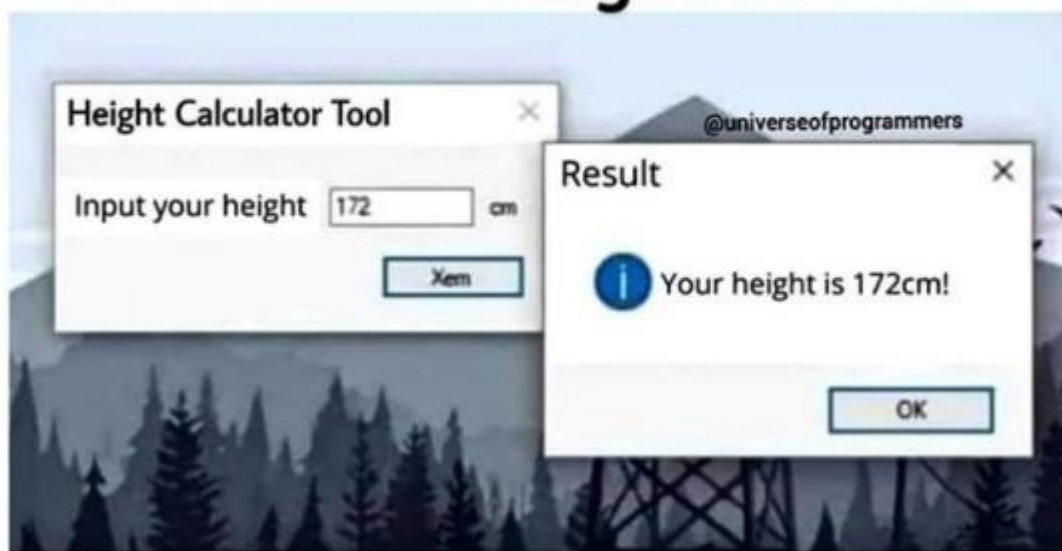 Height Calculator Tool
@universeofprogrammers
Result
Input your height 172 cm
Xem
Your height is 172cm!
OK